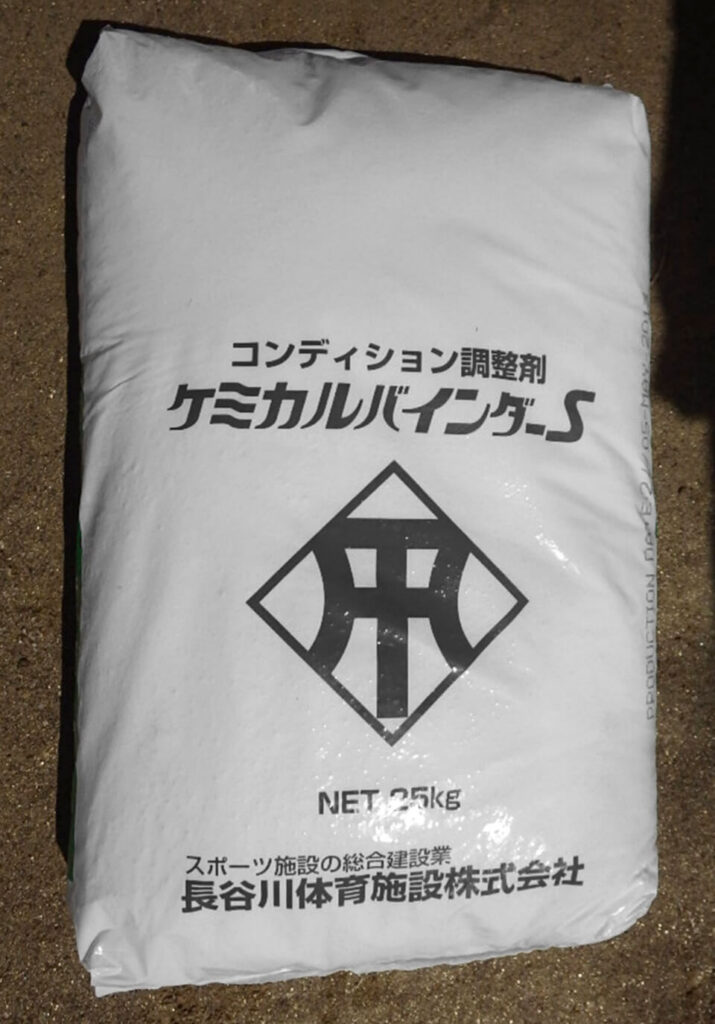 コンディション調整剤
ケミカルバインダーS
NET 25kg
スポーツ施設の総合建設業
長谷川体育施設株式会社
PRODUCTION DATE